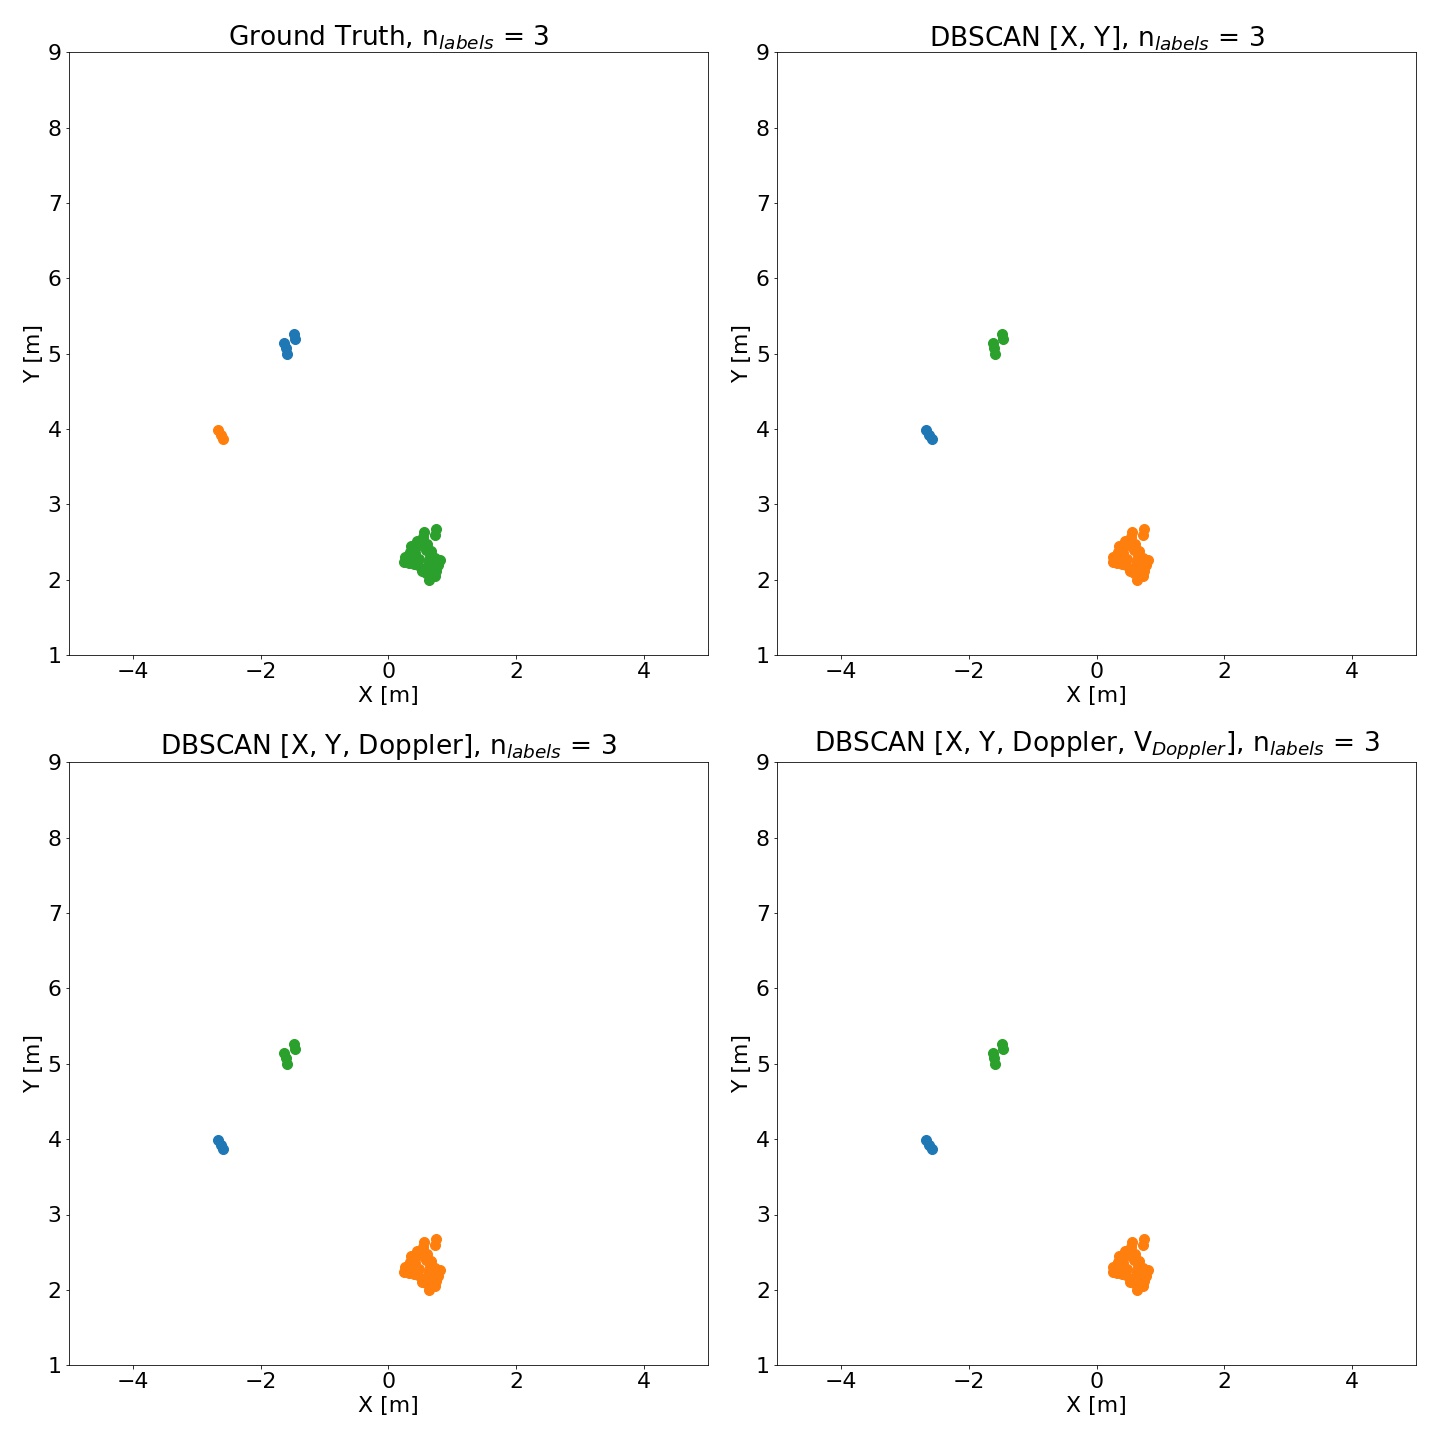 Ground Truth, n_labels = 3
9
8
7
6
5
4
3
2
1
Y [m]
−4 −2 0 2 4
X [m]
DBSCAN [X, Y], n_labels = 3
9
8
7
6
5
4
3
2
1
Y [m]
−4 −2 0 2 4
X [m]
DBSCAN [X, Y, Doppler], n_labels = 3
9
8
7
6
5
4
3
2
1
Y [m]
−4 −2 0 2 4
X [m]
DBSCAN [X, Y, Doppler, V_Doppler], n_labels = 3
9
8
7
6
5
4
3
2
1
Y [m]
−4 −2 0 2 4
X [m]